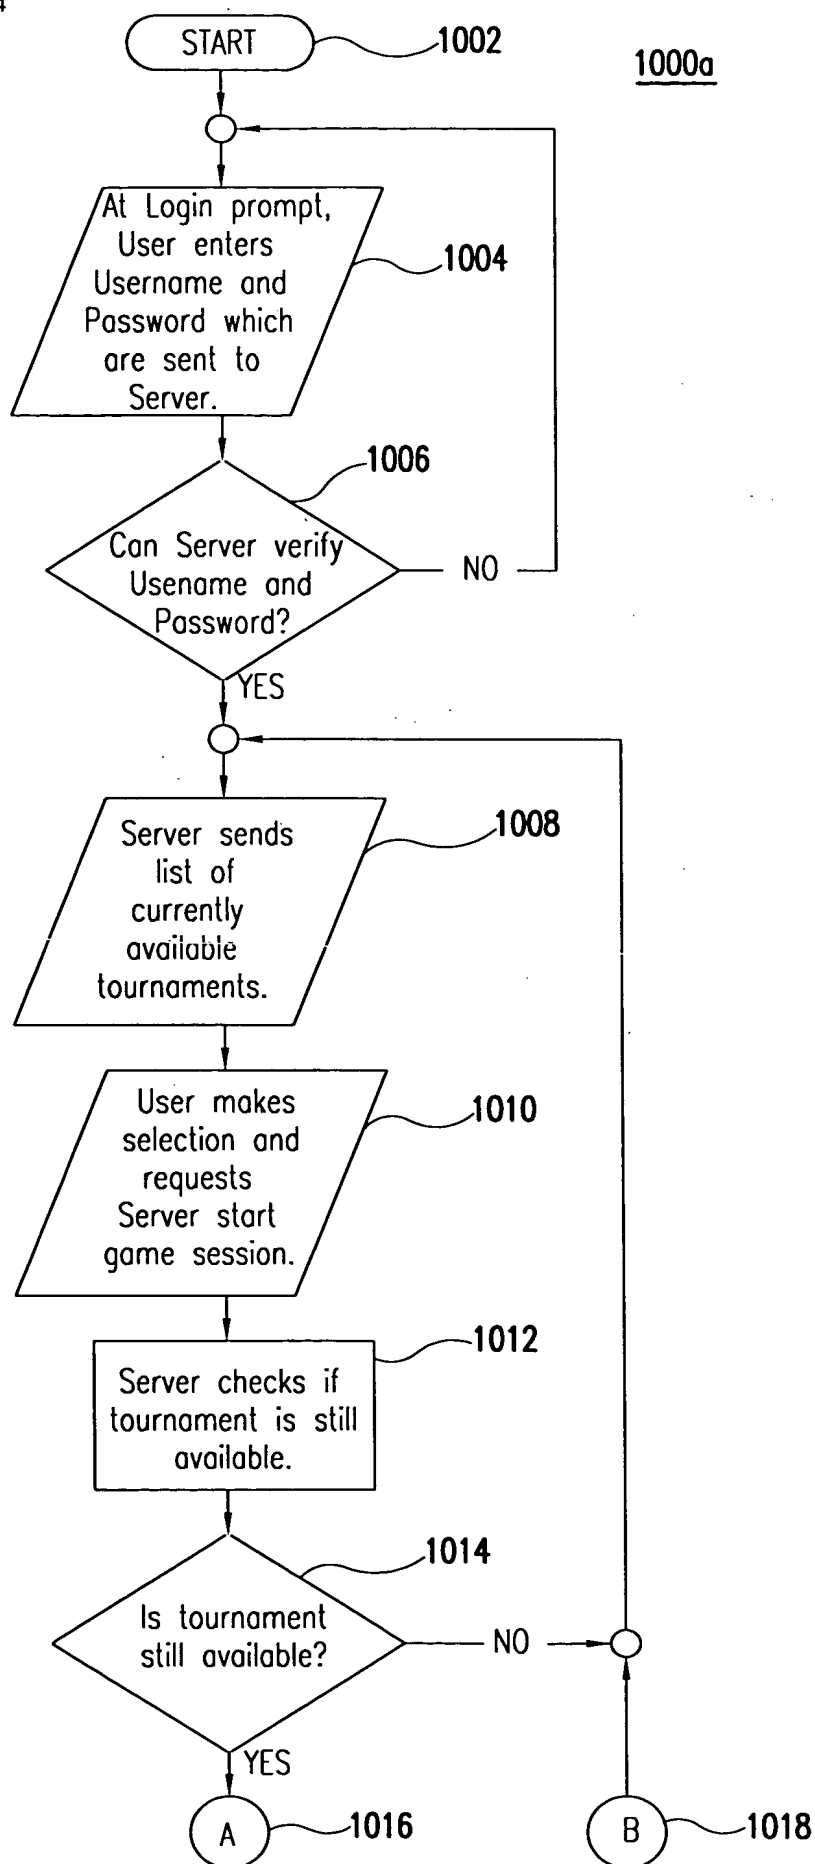 4
START
1002
1000a
At Login prompt,
User enters
Username and
Password which
are sent to
Server.
1004
1006
Can Server verify
Usename and
Password?
NO
YES
Server sends
list of
currently
available
tournaments.
1008
User makes
selection and
requests
Server start
game session.
1010
Server checks if
tournament is still
available.
1012
1014
Is tournament
still available?
NO
YES
A
1016
B
1018